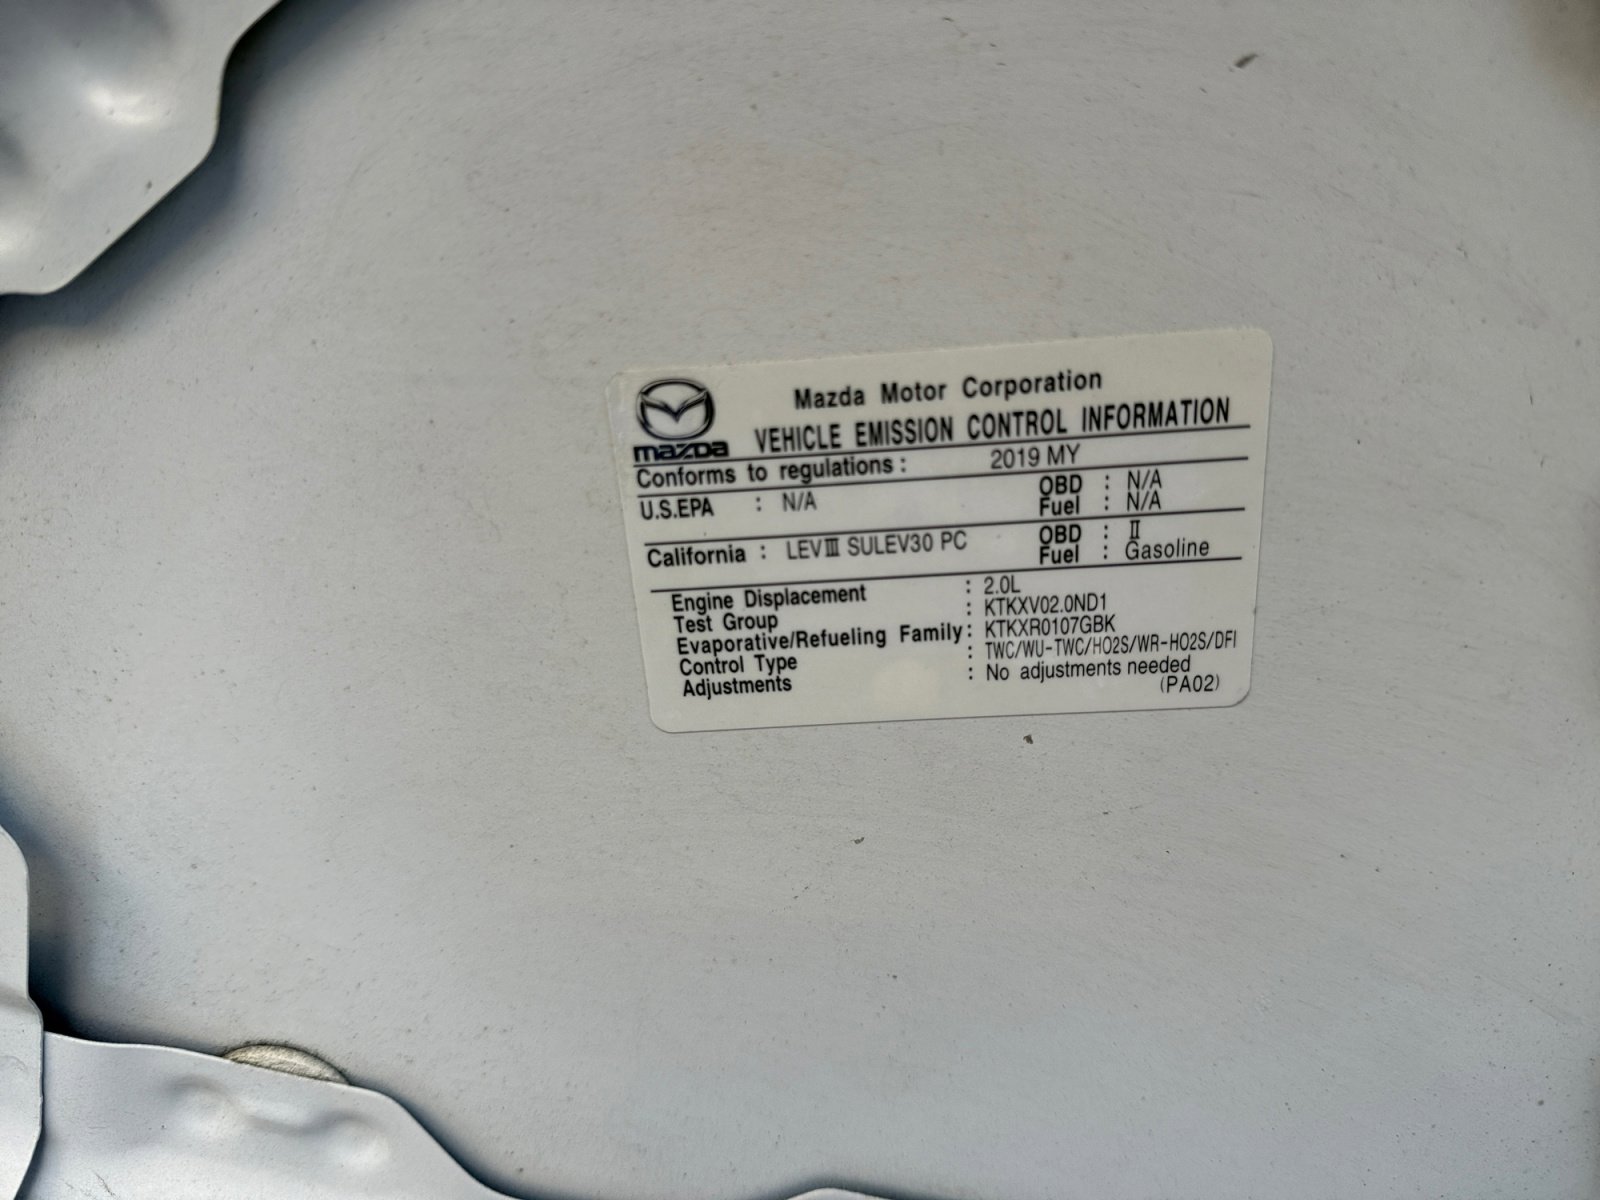 Mazda Motor Corporation
mazda VEHICLE EMISSION CONTROL INFORMATION
Conforms to regulations : 2019 MY
U.S.EPA : N/A OBD : N/A
Fuel : N/A
California : LEVⅢ SULEV30 PC OBD : Ⅱ
Fuel : Gasoline
Engine Displacement : 2.0L
Test Group : KTKXV02.0ND1
Evaporative/Refueling Family : KTKXR0107GBK
Control Type : TWC/WU-TWC/HO2S/WR-HO2S/DFI
Adjustments : No adjustments needed
(PA02)